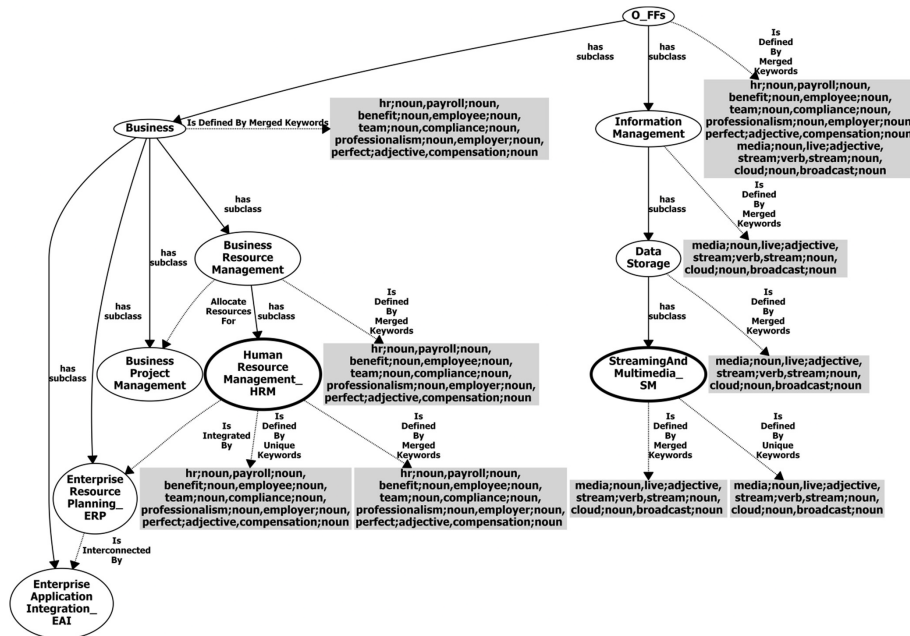 O_FFs
has
subclass
has
subclass
Is
Defined
By
Merged
Keywords
hr;noun,payroll;noun,
benefit;noun,employee;noun,
team;noun,compliance;noun,
professionalism;noun,employer;noun,
perfect;adjective,compensation;noun
media;noun,live;adjective,
stream;verb,stream;noun,
cloud;noun,broadcast;noun
Business
Is Defined By Merged Keywords
hr;noun,payroll;noun,
benefit;noun,employee;noun,
team;noun,compliance;noun,
professionalism;noun,employer;noun,
perfect;adjective,compensation;noun
Information
Management
has
subclass
has
subclass
Is
Defined
By
Merged
Keywords
Business
Resource
Management
Data
Storage
media;noun,live;adjective,
stream;verb,stream;noun,
cloud;noun,broadcast;noun
has
subclass
has
subclass
Allocate
Resources
For
has
subclass
Is
Defined
By
Merged
Keywords
has
subclass
Is
Defined
By
Merged
Keywords
has
subclass
Business
Project
Management
Human
Resource
Management_
HRM
hr;noun,payroll;noun,
benefit;noun,employee;noun,
team;noun,compliance;noun,
professionalism;noun,employer;noun,
perfect;adjective,compensation;noun
StreamingAnd
Multimedia_
SM
media;noun,live;adjective,
stream;verb,stream;noun,
cloud;noun,broadcast;noun
Is
Integrated
By
Is
Defined
By
Unique
Keywords
Is
Defined
By
Merged
Keywords
Is
Defined
By Merged
Keywords
Is
Defined
By
Unique
Keywords
Enterprise
Resource
Planning_
ERP
hr;noun,payroll;noun,
benefit;noun,employee;noun,
team;noun,compliance;noun,
professionalism;noun,employer;noun,
perfect;adjective,compensation;noun
hr;noun,payroll;noun,
benefit;noun,employee;noun,
team;noun,compliance;noun,
professionalism;noun,employer;noun,
perfect;adjective,compensation;noun
media;noun,live;adjective,
stream;verb,stream;noun,
cloud;noun,broadcast;noun
media;noun,live;adjective,
stream;verb,stream;noun,
cloud;noun,broadcast;noun
Is
Interconnected
By
Enterprise
Application
Integration_
EAI